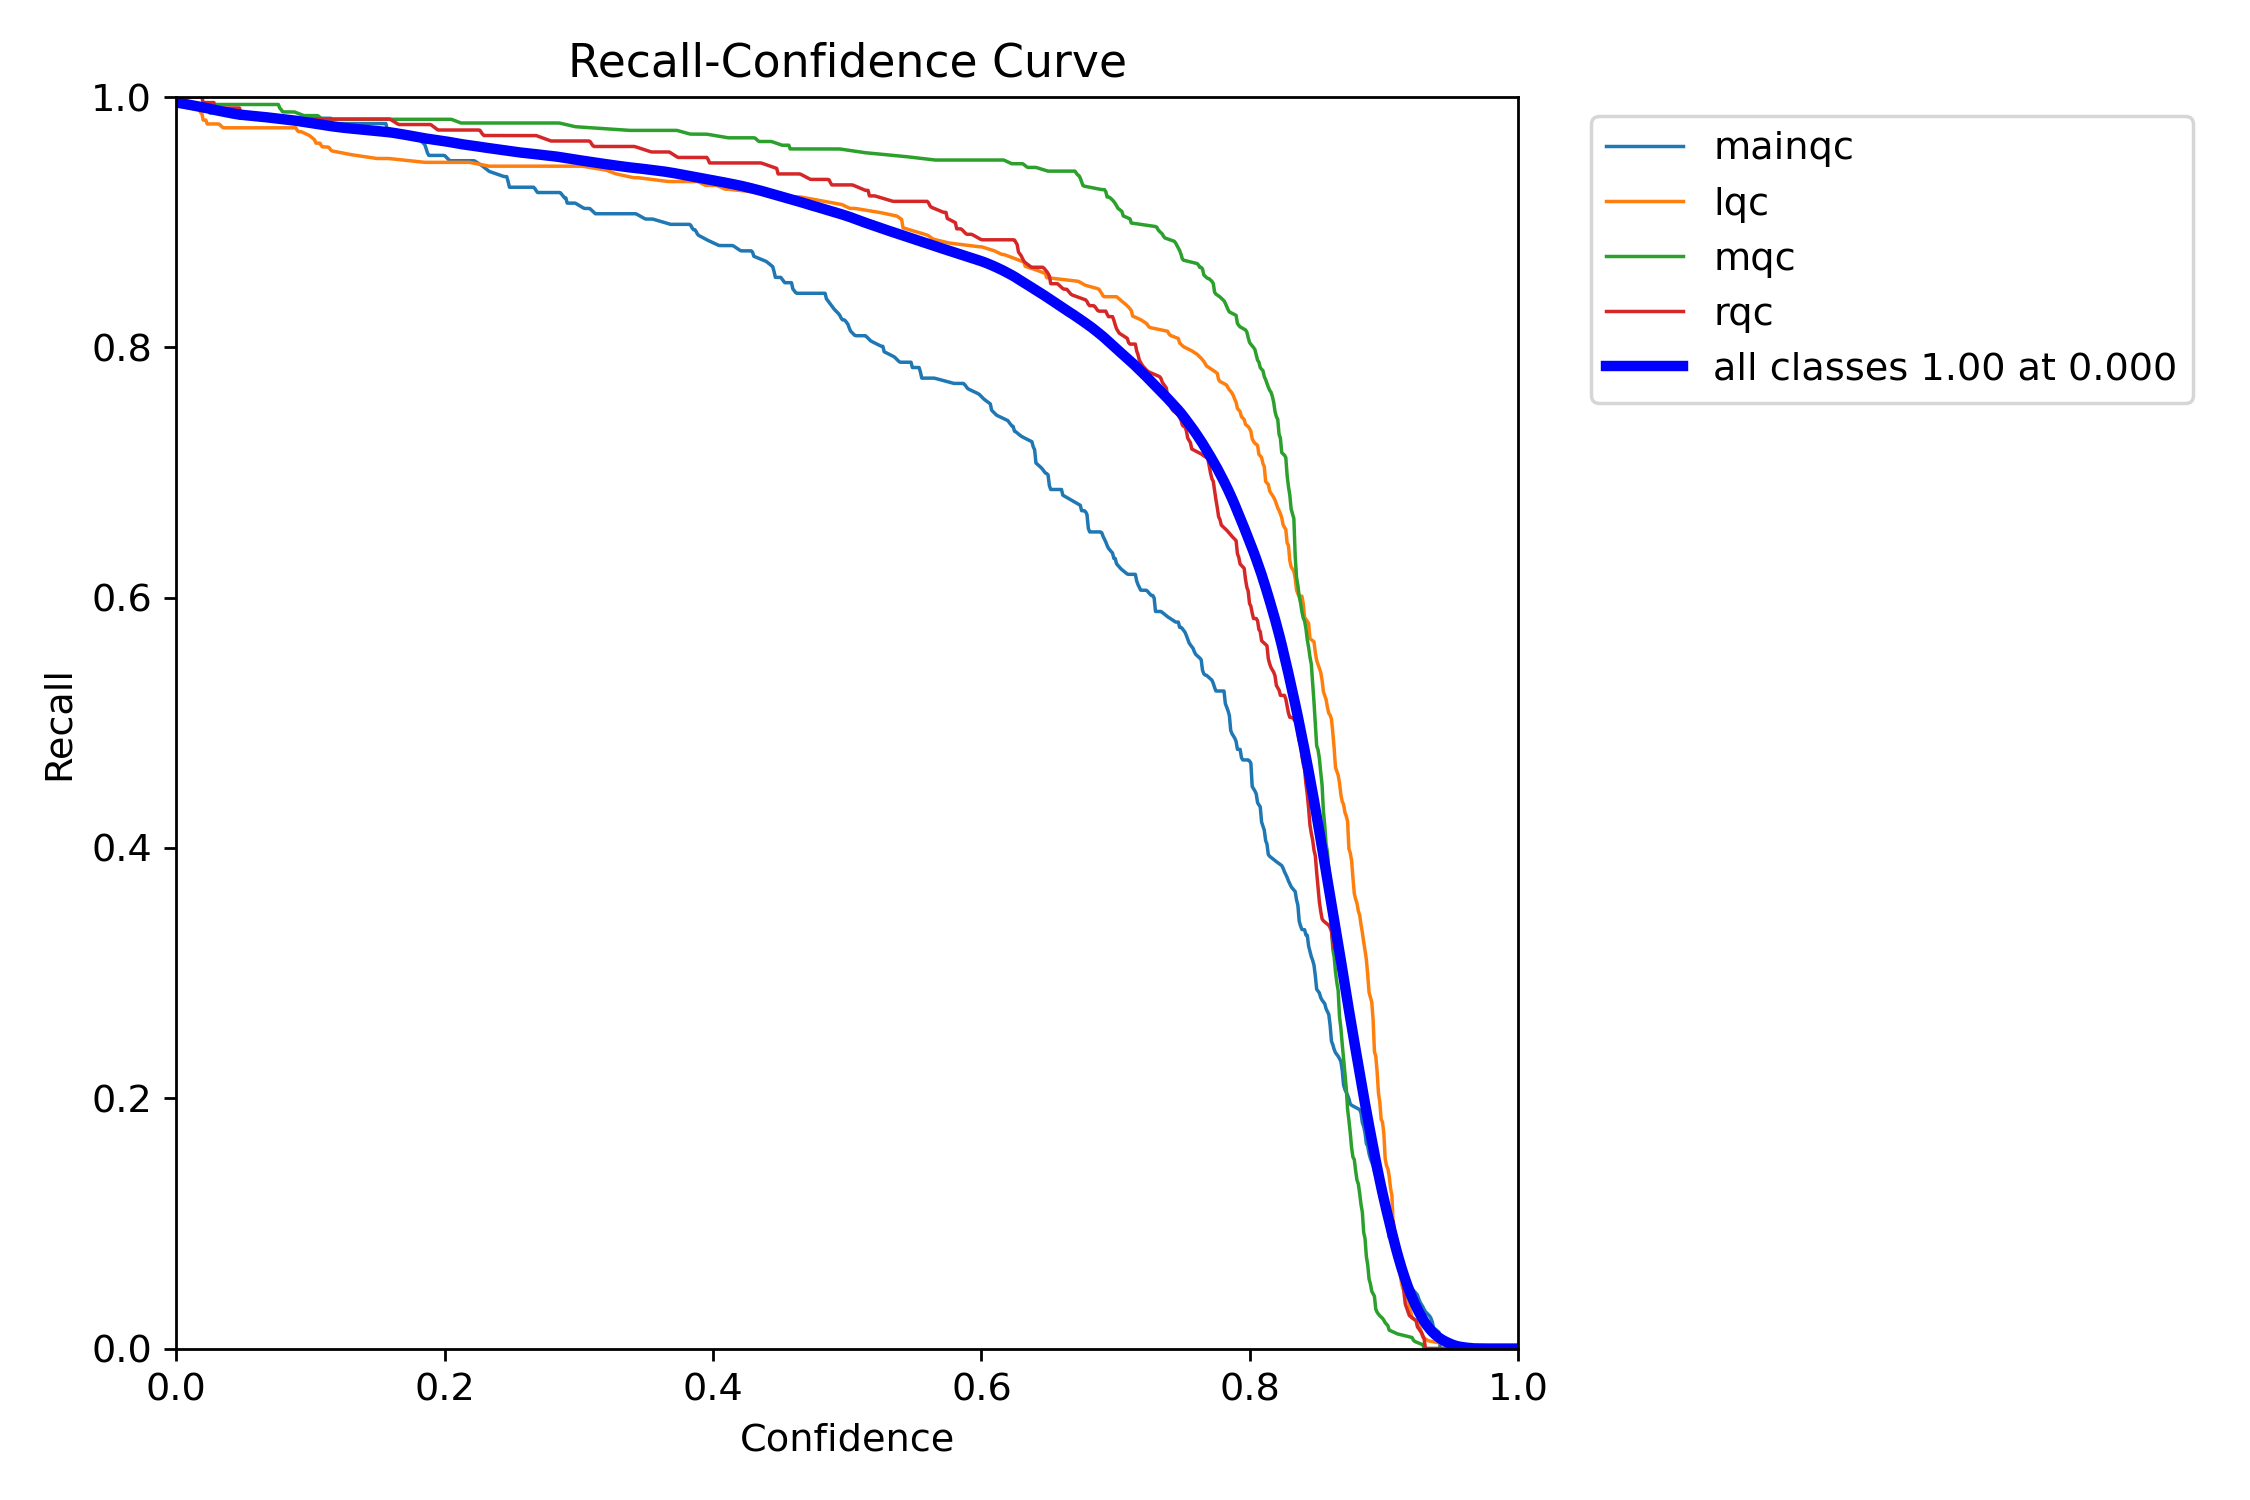 Recall-Confidence Curve
1.0
0.8
0.6
0.4
0.2
0.0
Recall
0.0 0.2 0.4 0.6 0.8 1.0
Confidence
mainqc
lqc
mqc
rqc
all classes 1.00 at 0.000